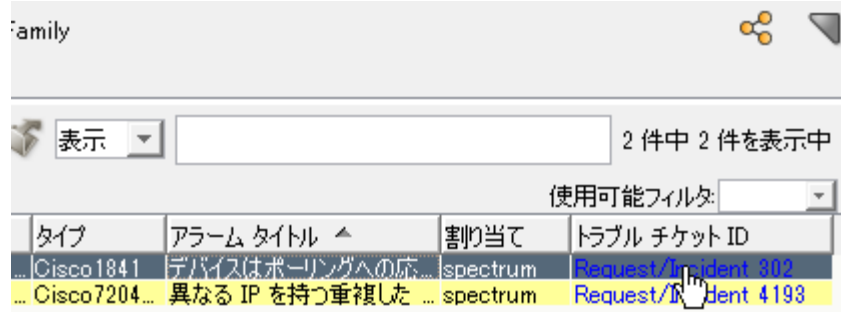 Family
表示
2 件中 2 件を表示中
使用可能フィルタ:
タイプ アラーム タイトル 割り当て トラブル チケット ID
... Cisco1841 デバイスはポーリングへの応... spectrum Request/Incident 302
... Cisco7204... 異なる IP を持つ重複した ... spectrum Request/Incident 4193